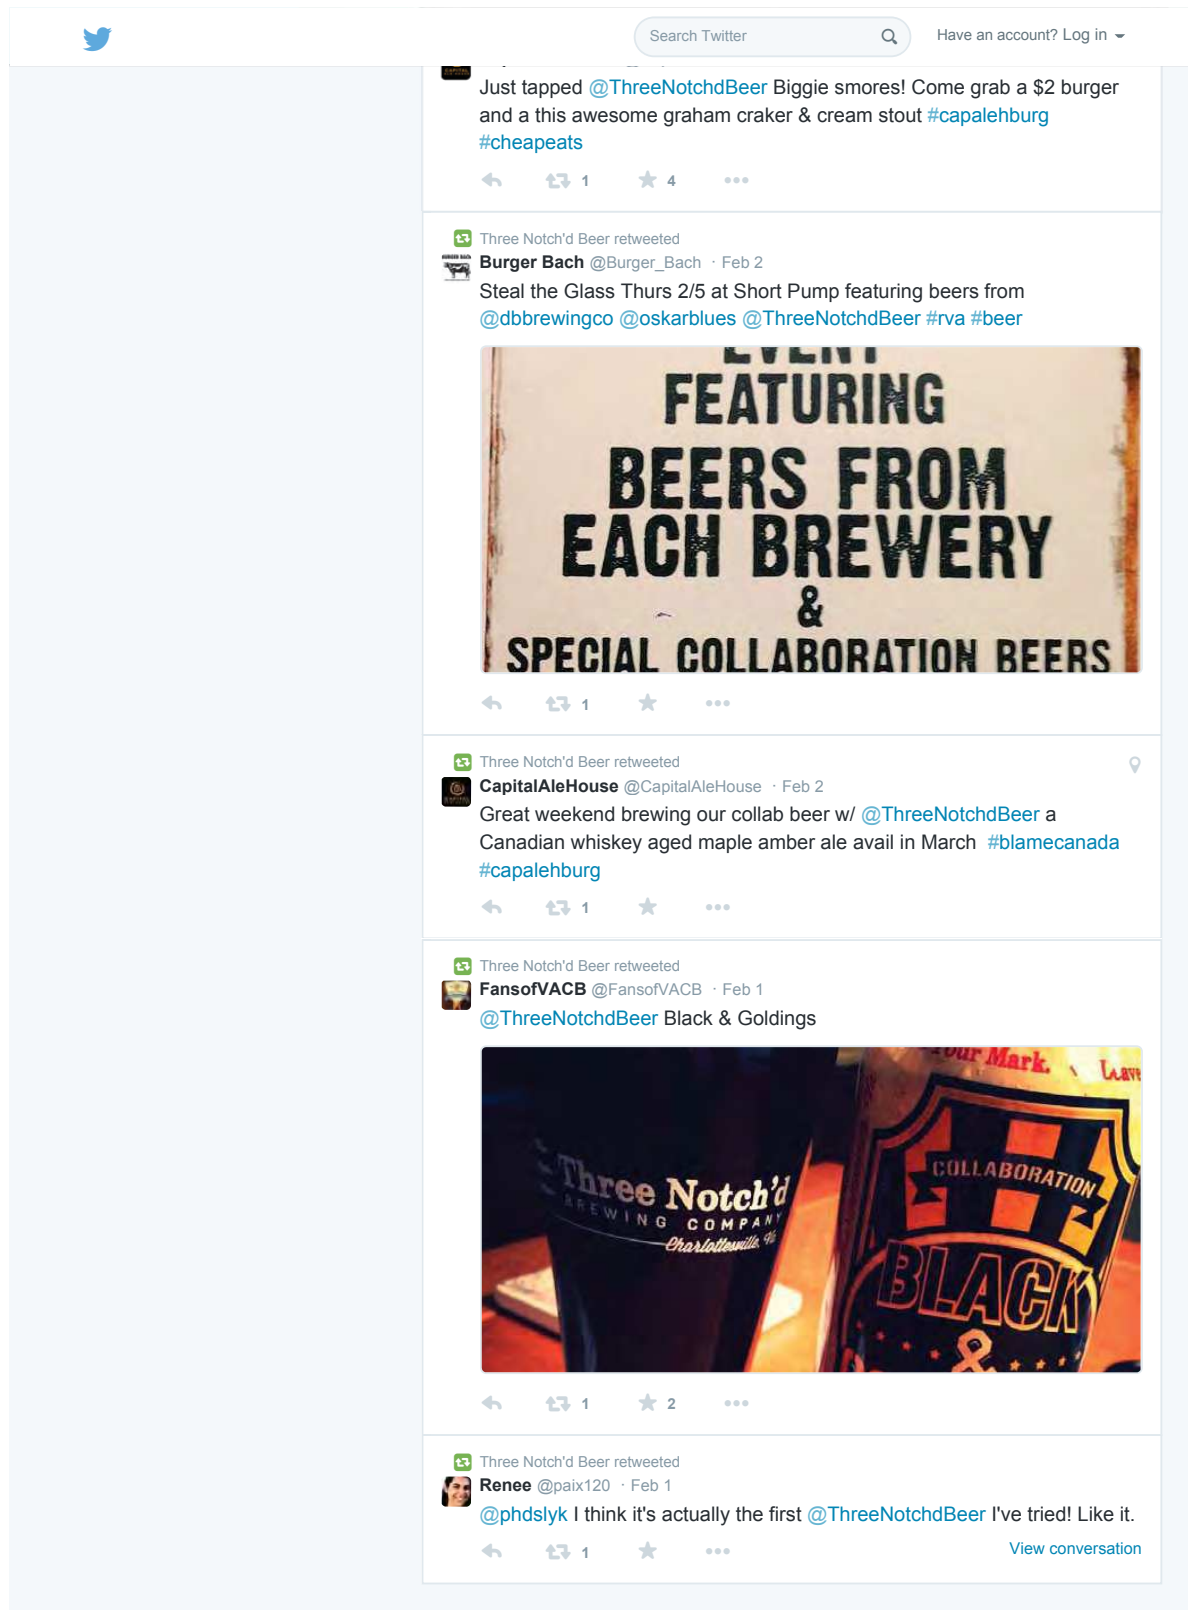 Search Twitter
Have an account? Log in
Just tapped @ThreeNotchdBeer Biggie smores! Come grab a $2 burger
and a this awesome graham craker & cream stout #capalehburg
#cheapeats
1 4
Three Notch'd Beer retweeted
Burger Bach @Burger_Bach · Feb 2
Steal the Glass Thurs 2/5 at Short Pump featuring beers from
@dbbrewingco @oskarblues @ThreeNotchdBeer #rva #beer
EVENT
FEATURING
BEERS FROM
EACH BREWERY
&
SPECIAL COLLABORATION BEERS
1
Three Notch'd Beer retweeted
CapitalAleHouse @CapitalAleHouse · Feb 2
Great weekend brewing our collab beer w/ @ThreeNotchdBeer a
Canadian whiskey aged maple amber ale avail in March #blamecanada
#capalehburg
1
Three Notch'd Beer retweeted
FansofVACB @FansofVACB · Feb 1
@ThreeNotchdBeer Black & Goldings
Your Mark. Leave
Three Notch'd
BREWING COMPANY
Charlottesville, Va
COLLABORATION
BLACK
&
1 2
Three Notch'd Beer retweeted
Renee @paix120 · Feb 1
@phdslyk I think it's actually the first @ThreeNotchdBeer I've tried! Like it.
1
View conversation